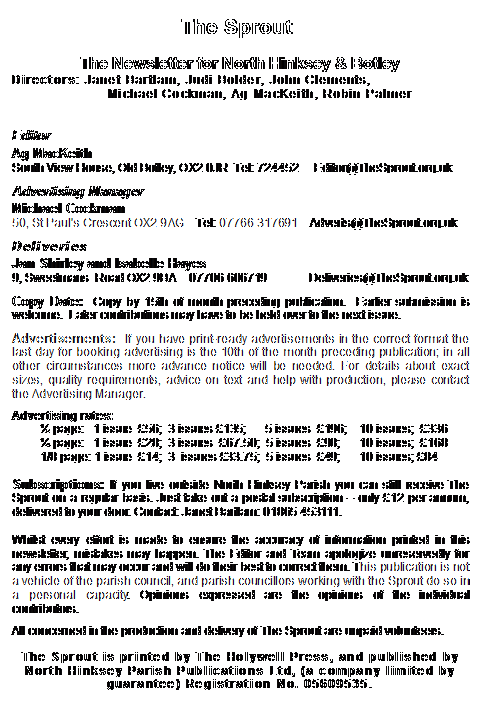 The Sprout
The Newsletter for North Hinksey & Botley
Directors: Janet Bartlam, Judi Bolder, John Clements,
Michael Cockman, Ag MacKeith, Robin Palmer
Editor
Ag MacKeith
South View House, Old Botley, OX2 0JR Tel: 724452 Editor@TheSprout.org.uk
Advertising Manager
Michael Cockman
50, St Paul's Crescent OX2 9AG Tel: 07766 317691 Adverts@TheSprout.org.uk
Deliveries
Jan Shirley and Isabelle Hayes
9, Sweetmans Road OX2 07706 606719 Deliveries@TheSprout.org.uk
Copy Dates: Copy by 15th of month preceding publication. Earlier submission is
welcome. Later contributions may have to be held over to the next issue.
Advertisements: If you have print-ready advertisements in the correct format the
last day for booking advertising is the 10th of the month preceding publication; in all
other circumstances more advance notice will be needed. For details about exact
sizes, quality requirements, advice on text and help with production, please contact
the Advertising Manager.
Advertising rates:
½ page: 1 issue £56; 3 issues £135; 5 issues £196; 10 issues; £336
¼ page: 1 issue £28; 3 issues £67.50; 5 issues £98; 10 issues; £168
1/8 page: 1 issue £14; 3 issues £33.75; 5 issues £49; 10 issues; £84
Subscriptions: If you live outside North Hinksey Parish you can still receive The
Sprout on a regular basis. Just take out a postal subscription - only £12 per annum,
delivered to your door. Contact: Janet Bartlam: 01865 453111.
Whilst every effort is made to ensure the accuracy of information printed in this
newsletter, mistakes may happen. The Editor and Team apologize unreservedly for
any errors that may occur and will do their best to correct them. This publication is not
a vehicle of the parish council, and parish councillors working with the Sprout do so in
a personal capacity. Opinions expressed are the opinions of the individual
contributors.
All concerned in the production and delivery of The Sprout are unpaid volunteers.
The Sprout is printed by The Holywell Press, and published by
North Hinksey Parish Publications Ltd, (a company limited by
guarantee) Registration No. 05609535.